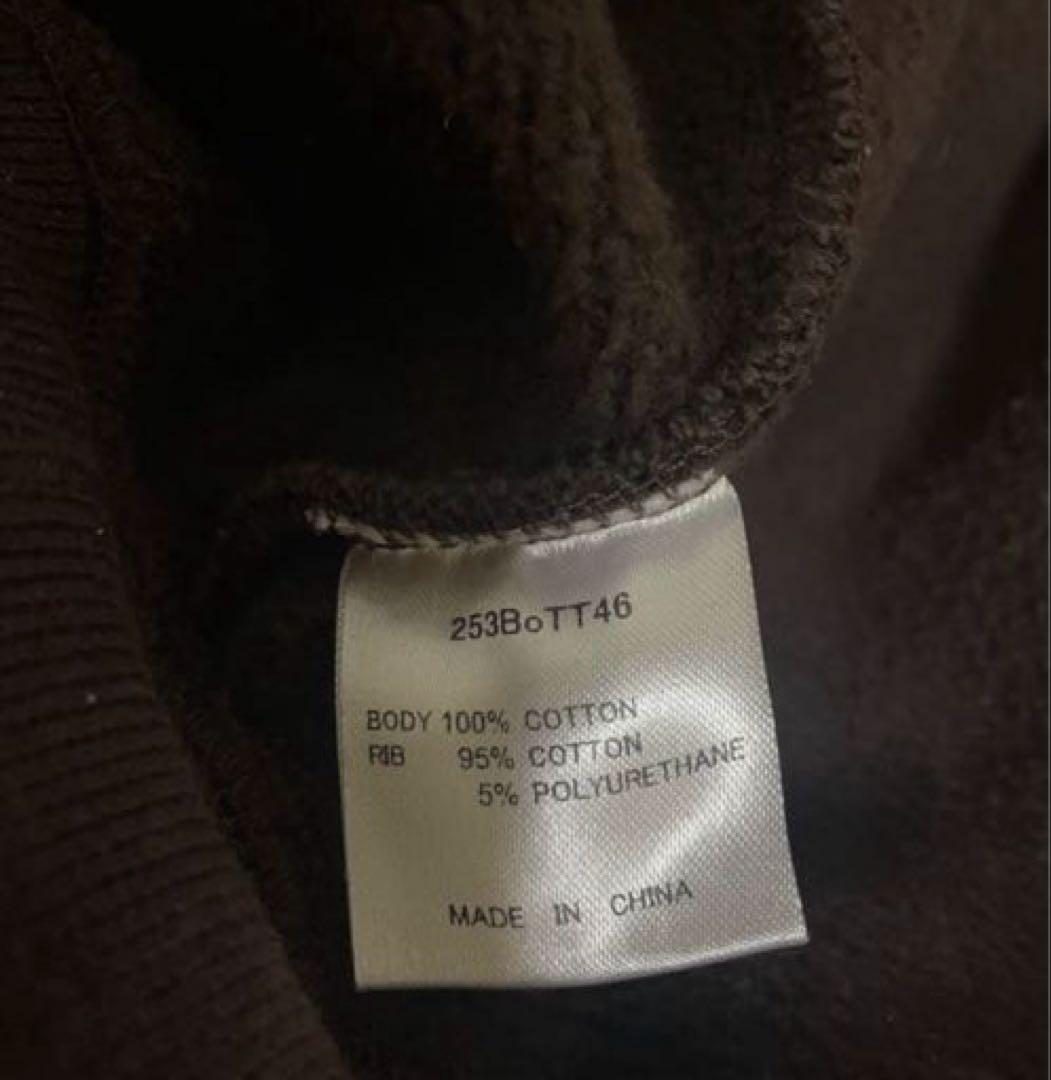 253BoTT46
BODY 100% COTTON
RIB 95% COTTON
5% POLYURETHANE
MADE IN CHINA